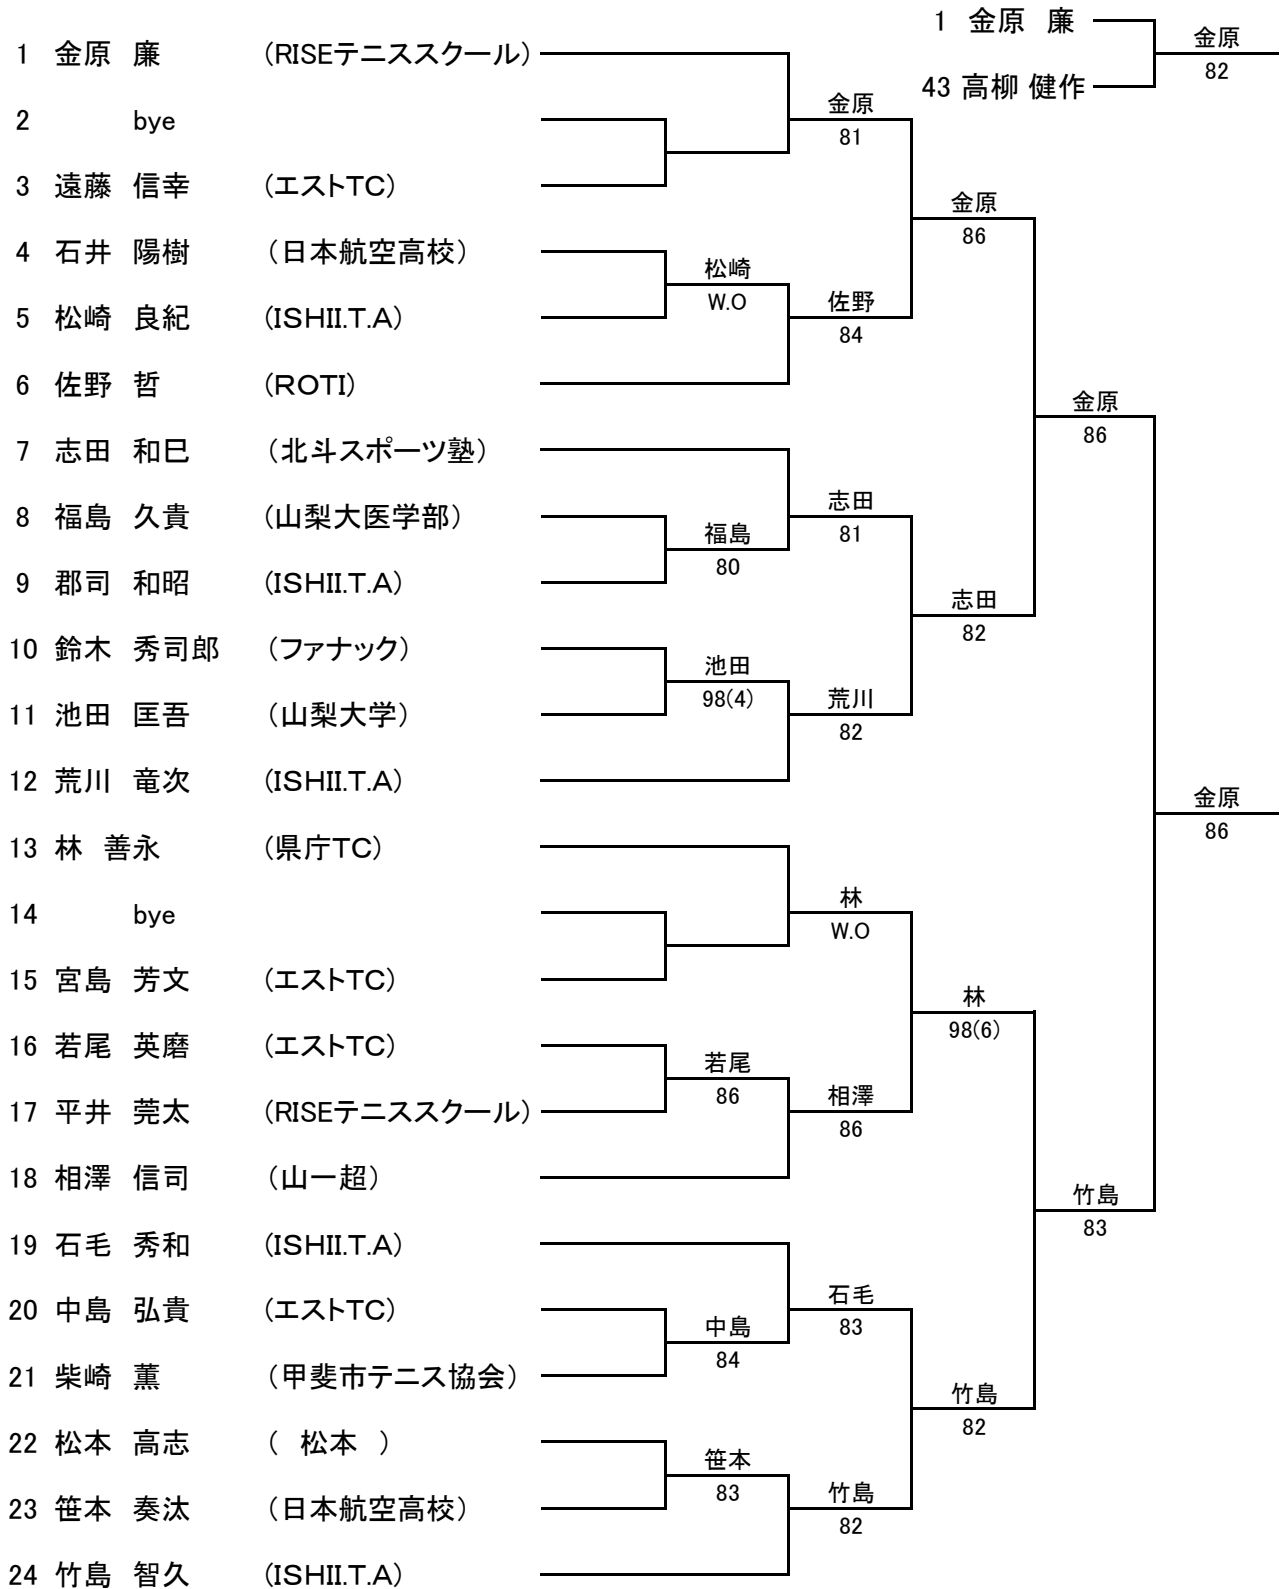 1 金原 廉
43 高柳 健作
金原
82
1 金原 廉 (RISEテニススクール)
2 bye
3 遠藤 信幸 (エストTC)
4 石井 陽樹 (日本航空高校)
5 松崎 良紀 (ISHII.T.A)
6 佐野 哲 (ROTI)
7 志田 和巳 (北斗スポーツ塾)
8 福島 久貴 (山梨大医学部)
9 郡司 和昭 (ISHII.T.A)
10 鈴木 秀司郎 (ファナック)
11 池田 匡吾 (山梨大学)
12 荒川 竜次 (ISHII.T.A)
13 林 善永 (県庁TC)
14 bye
15 宮島 芳文 (エストTC)
16 若尾 英磨 (エストTC)
17 平井 莞太 (RISEテニススクール)
18 相澤 信司 (山一超)
19 石毛 秀和 (ISHII.T.A)
20 中島 弘貴 (エストTC)
21 柴崎 薫 (甲斐市テニス協会)
22 松本 高志 ( 松本 )
23 笹本 奏汰 (日本航空高校)
24 竹島 智久 (ISHII.T.A)
松崎
W.O
福島
80
池田
98(4)
若尾
86
中島
84
笹本
83
金原
81
佐野
84
志田
81
荒川
82
林
W.O
相澤
86
石毛
83
竹島
82
金原
86
志田
82
林
98(6)
竹島
82
金原
86
竹島
83
金原
86